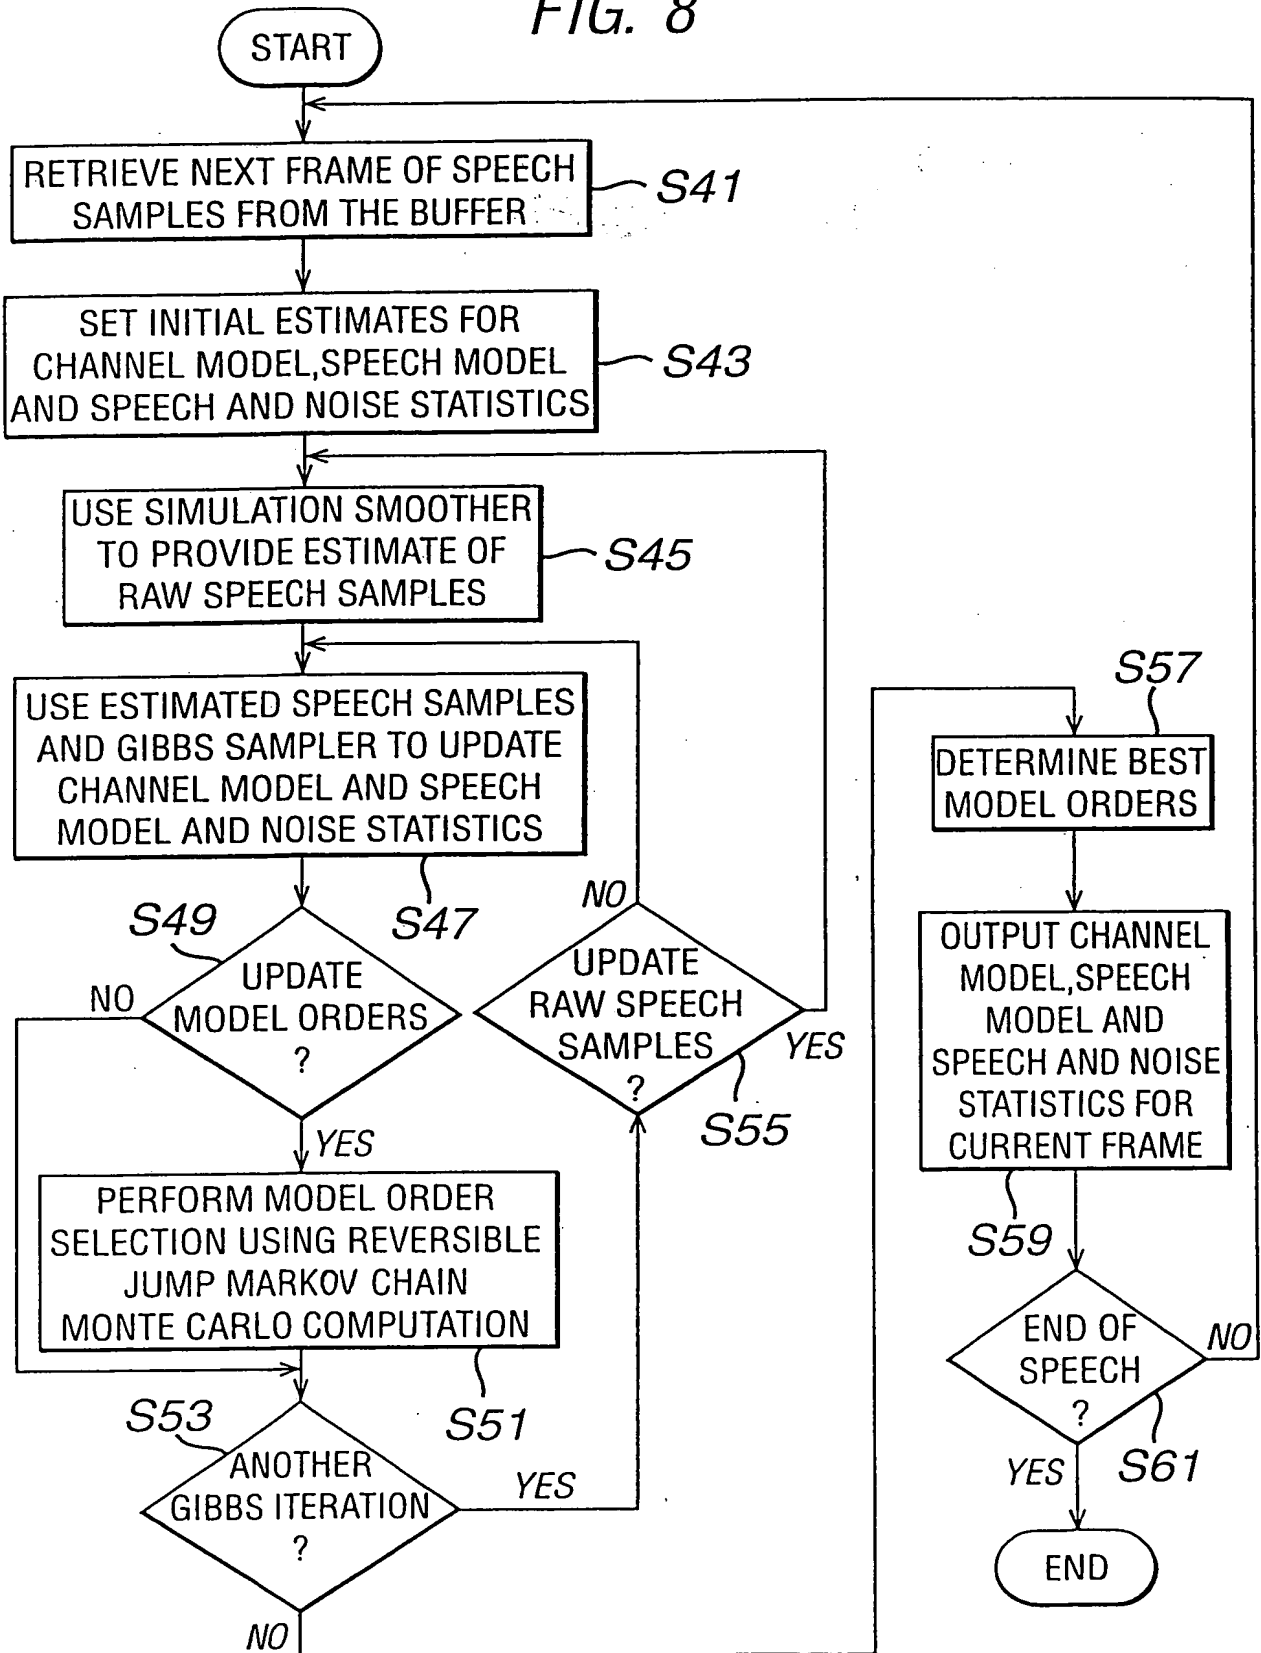 FIG. 8
START
RETRIEVE NEXT FRAME OF SPEECH
SAMPLES FROM THE BUFFER
S41
SET INITIAL ESTIMATES FOR
CHANNEL MODEL,SPEECH MODEL
AND SPEECH AND NOISE STATISTICS
S43
USE SIMULATION SMOOTHER
TO PROVIDE ESTIMATE OF
RAW SPEECH SAMPLES
S45
USE ESTIMATED SPEECH SAMPLES
AND GIBBS SAMPLER TO UPDATE
CHANNEL MODEL AND SPEECH
MODEL AND NOISE STATISTICS
S47
S49
UPDATE
MODEL ORDERS
?
NO
YES
PERFORM MODEL ORDER
SELECTION USING REVERSIBLE
JUMP MARKOV CHAIN
MONTE CARLO COMPUTATION
S51
S53
ANOTHER
GIBBS ITERATION
?
YES
NO
NO
UPDATE
RAW SPEECH
SAMPLES
?
YES
S55
S57
DETERMINE BEST
MODEL ORDERS
OUTPUT CHANNEL
MODEL,SPEECH
MODEL AND
SPEECH AND NOISE
STATISTICS FOR
CURRENT FRAME
S59
END OF
SPEECH
?
NO
YES
S61
END